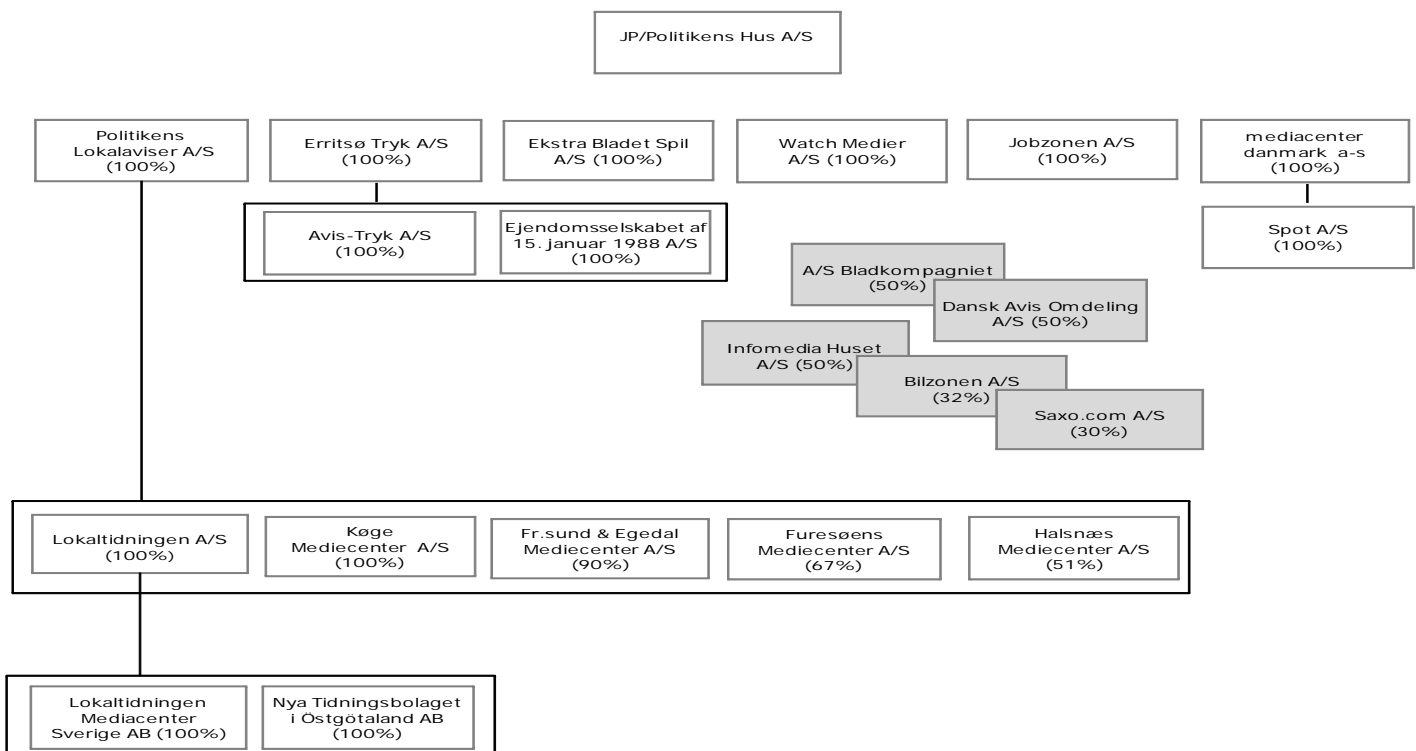 JP/Politikens Hus A/S
Politikens
Lokalaviser A/S
(100%)
Erritsø Tryk A/S
(100%)
Ekstra Bladet Spil
A/S (100%)
Watch Medier
A/S (100%)
Jobzonen A/S
(100%)
mediacenter
danmark a-s
(100%)
Avis-Tryk A/S
(100%)
Ejendomsselskabet af
15. januar 1988 A/S
(100%)
Spot A/S
(100%)
A/S Bladkompagniet
(50%)
Dansk Avis Omdeling
A/S (50%)
Infomedia Huset
A/S (50%)
Bilzonen A/S
(32%)
Saxo.com A/S
(30%)
Lokaltidningen A/S
(100%)
Køge
Mediecenter A/S
(100%)
Fr.sund & Egedal
Mediecenter A/S
(90%)
Furesøens
Mediecenter A/S
(67%)
Halsnæs
Mediecenter A/S
(51%)
Lokaltidningen
Mediacenter
Sverige AB (100%)
Nya Tidningsbolaget
i Östgötaland AB
(100%)